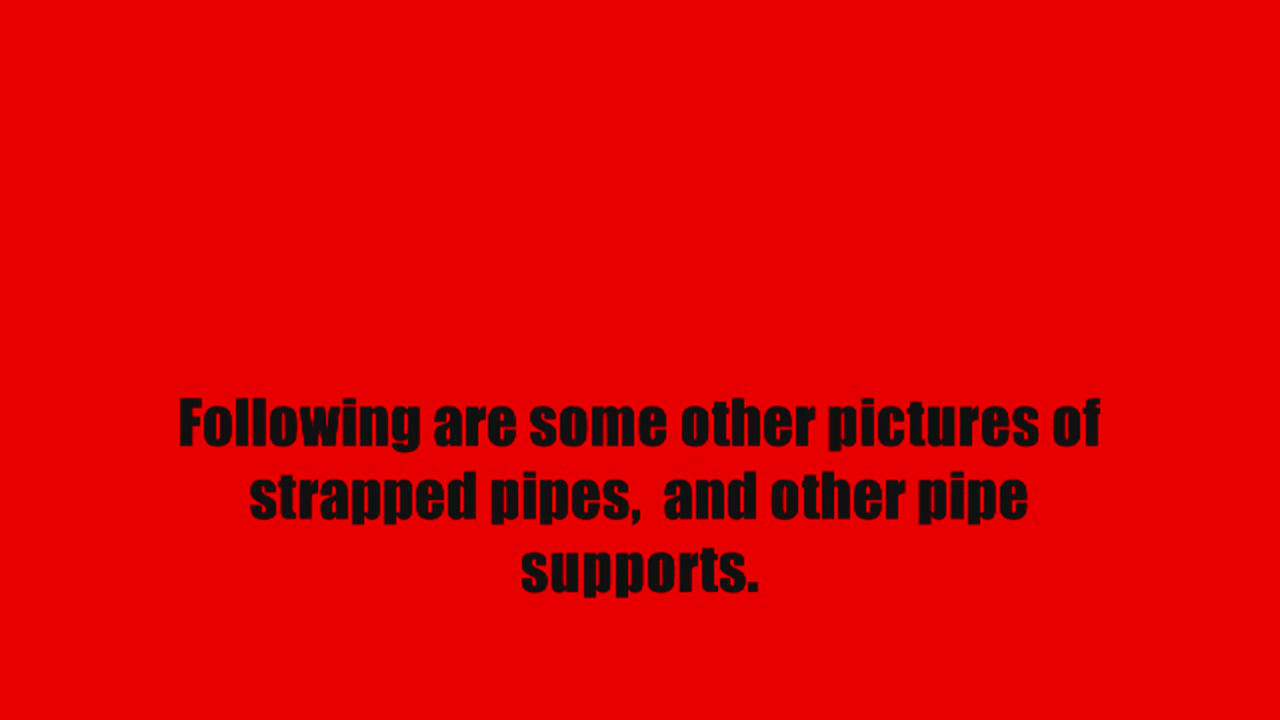 Following are some other pictures of
strapped pipes,  and other pipe
supports.